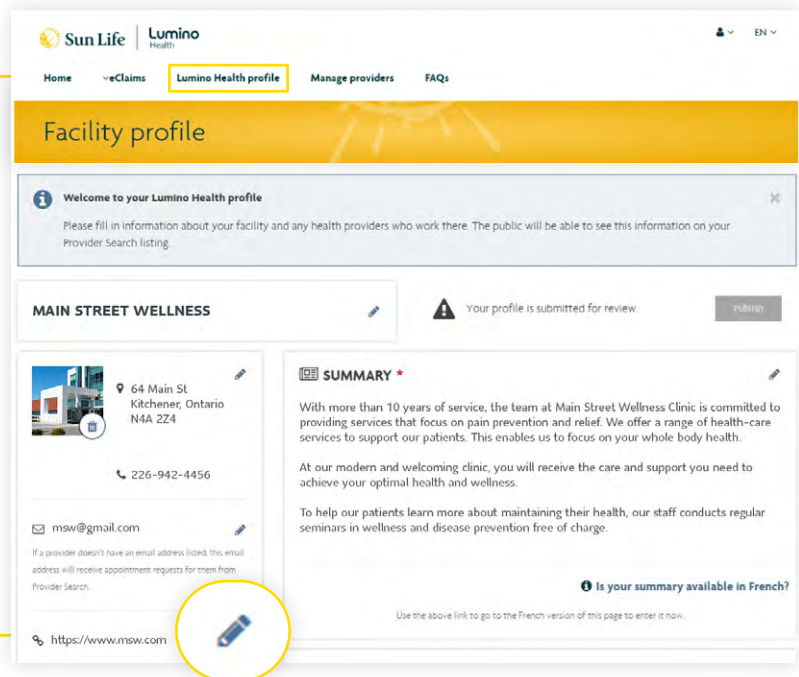 Sun Life
Lumino
Health
EN
Home
eClaims
Lumino Health profile
Manage providers
FAQs
Facility profile
Welcome to your Lumino Health profile
Please fill in information about your facility and any health providers who work there. The public will be able to see this information on your
Provider Search listing.
MAIN STREET WELLNESS
Your profile is submitted for review
Publish
64 Main St
Kitchener, Ontario
N4A 2Z4
226-942-4456
msw@gmail.com
If a provider doesn't have an email address listed, this email
address will receive appointment requests for them from
Provider Search.
https://www.msw.com
SUMMARY *
With more than 10 years of service, the team at Main Street Wellness Clinic is committed to
providing services that focus on pain prevention and relief. We offer a range of health-care
services to support our patients. This enables us to focus on your whole body health.
At our modern and welcoming clinic, you will receive the care and support you need to
achieve your optimal health and wellness.
To help our patients learn more about maintaining their health, our staff conducts regular
seminars in wellness and disease prevention free of charge.
Is your summary available in French?
Use the above link to go to the French version of this page to enter it now.